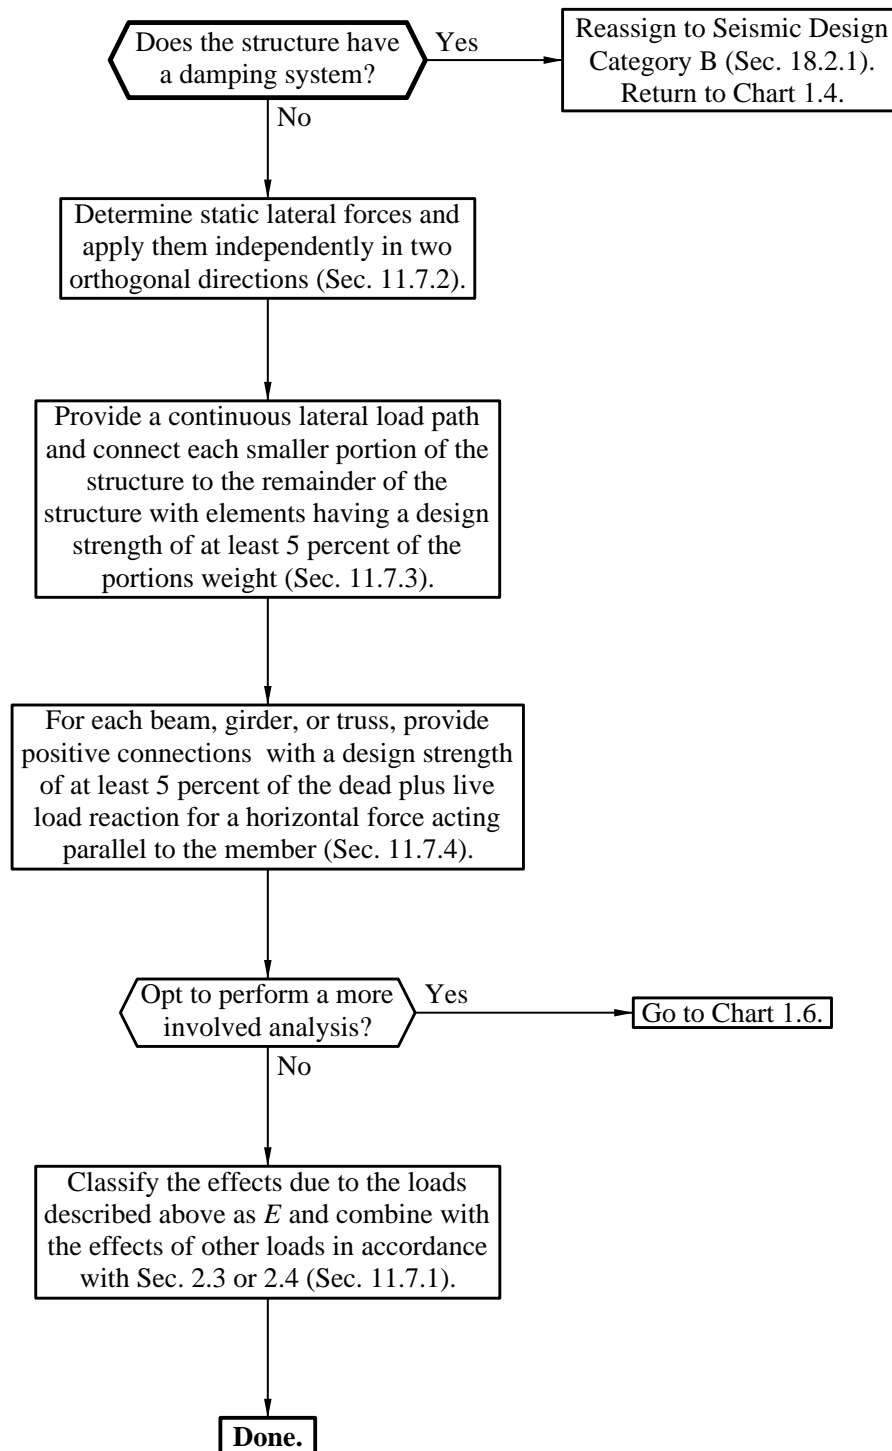 Does the structure have
a damping system?
Yes
Reassign to Seismic Design
Category B (Sec. 18.2.1).
Return to Chart 1.4.
No
Determine static lateral forces and
apply them independently in two
orthogonal directions (Sec. 11.7.2).
Provide a continuous lateral load path
and connect each smaller portion of the
structure to the remainder of the
structure with elements having a design
strength of at least 5 percent of the
portions weight (Sec. 11.7.3).
For each beam, girder, or truss, provide
positive connections with a design strength
of at least 5 percent of the dead plus live
load reaction for a horizontal force acting
parallel to the member (Sec. 11.7.4).
Opt to perform a more
involved analysis?
Yes
Go to Chart 1.6.
No
Classify the effects due to the loads
described above as E and combine with
the effects of other loads in accordance
with Sec. 2.3 or 2.4 (Sec. 11.7.1).
Done.